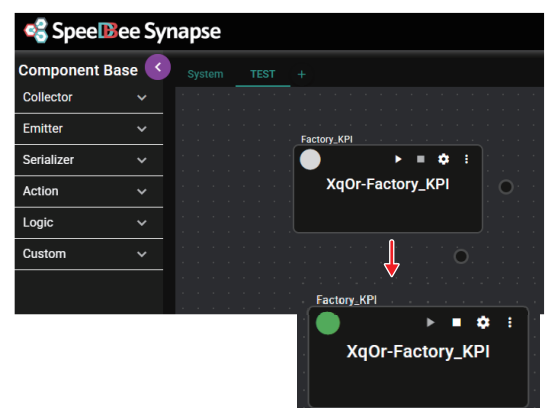 SpeeDBee Synapse
Component Base
System
TEST
+
Collector
Emitter
Serializer
Action
Logic
Custom
Factory_KPI
XqOr-Factory_KPI
Factory_KPI
XqOr-Factory_KPI